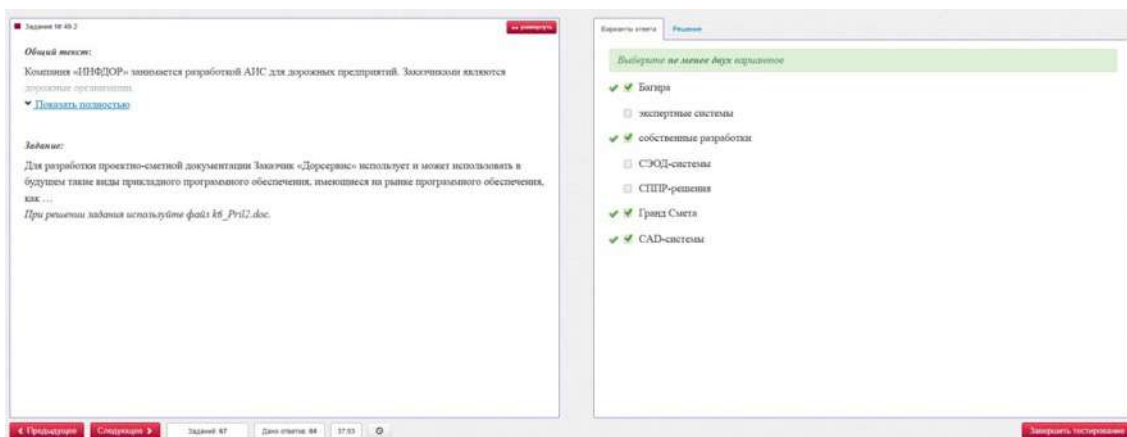 Задание № 49.2
развернуть
Общий текст:
Компания «ИНФДОР» занимается разработкой АИС для дорожных предприятий. Заказчиками являются
дорожные организации.
Показать полностью
Задание:
Для разработки проектно-сметной документации Заказчик «Дорсервис» использует и может использовать в
будущем такие виды прикладного программного обеспечения, имеющиеся на рынке программного обеспечения,
как …
При решении задания используйте файл k6_Pril2.doc.
Варианты ответа Решение
Выберите не менее двух вариантов
Багира
экспертные системы
собственные разработки
СЭОД-системы
СППР-решения
Гранд Смета
CAD-системы
Предыдущее Следующее Заданий: 67 Дано ответов: 64 37:03
Завершить тестирование